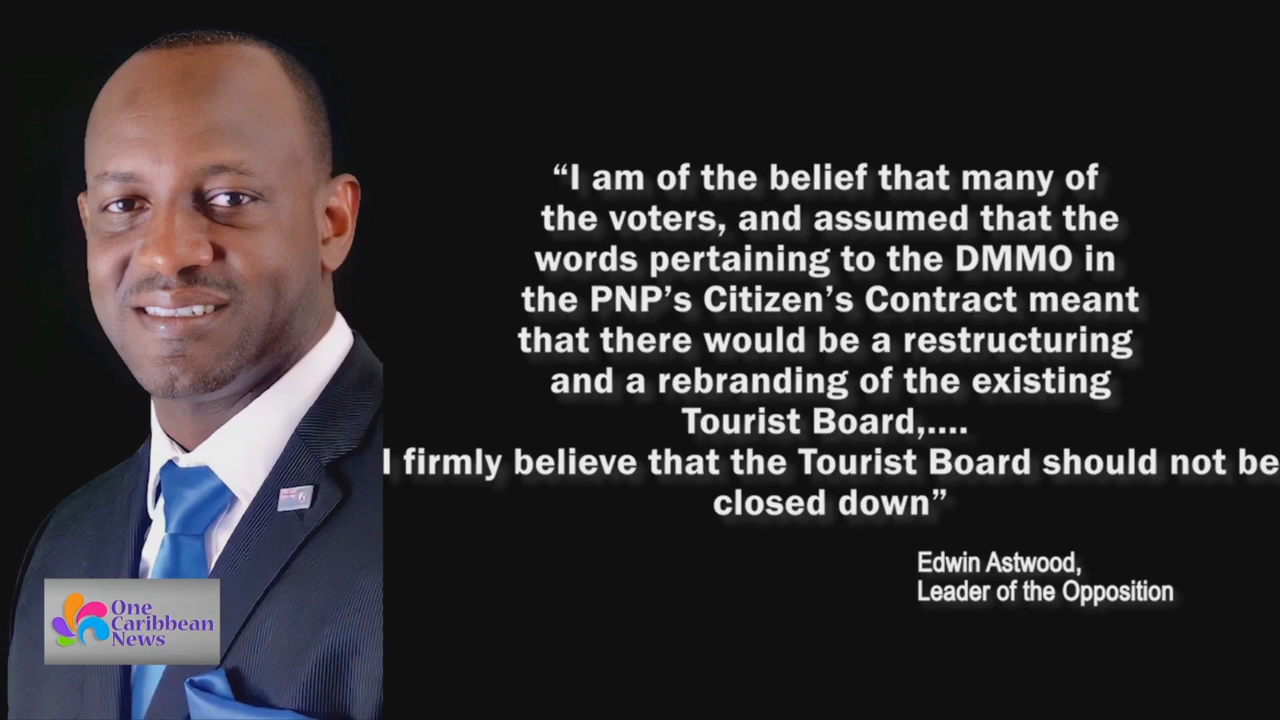 “I am of the belief that many of
the voters, and assumed that the
words pertaining to the DMMO in
the PNP’s Citizen’s Contract meant
that there would be a restructuring
and a rebranding of the existing
Tourist Board,....
I firmly believe that the Tourist Board should not be
closed down”
Edwin Astwood,
Leader of the Opposition
One
Caribbean
News